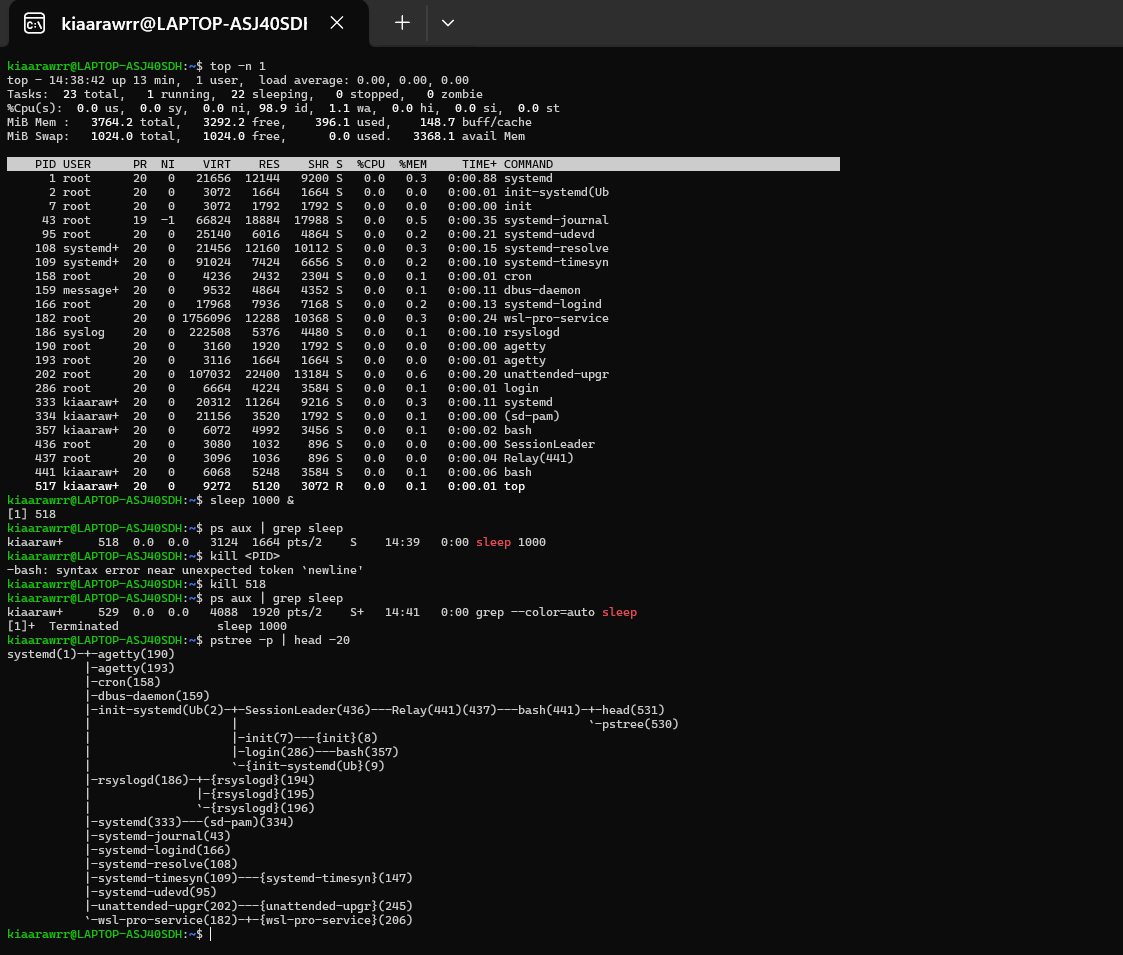 kiaarawrr@LAPTOP-ASJ40SDI
kiaarawrr@LAPTOP-ASJ40SDH:~$ top -n 1
top - 14:38:42 up 13 min,  1 user,  load average: 0.00, 0.00, 0.00
Tasks:  23 total,   1 running,  22 sleeping,   0 stopped,   0 zombie
%Cpu(s):  0.0 us,  0.0 sy,  0.0 ni, 98.9 id,  1.1 wa,  0.0 hi,  0.0 si,  0.0 st
MiB Mem :   3764.2 total,   3292.2 free,    396.1 used,    148.7 buff/cache
MiB Swap:   1024.0 total,   1024.0 free,      0.0 used.   3368.1 avail Mem
    PID USER      PR  NI    VIRT    RES    SHR S  %CPU  %MEM     TIME+ COMMAND
      1 root      20   0   21656  12144   9200 S   0.0   0.3   0:00.88 systemd
      2 root      20   0    3072   1664   1664 S   0.0   0.0   0:00.01 init-systemd(Ub
      7 root      20   0    3072   1792   1792 S   0.0   0.0   0:00.00 init
     43 root      19  -1   66824  18884  17988 S   0.0   0.5   0:00.35 systemd-journal
     95 root      20   0   25140   6016   4864 S   0.0   0.2   0:00.21 systemd-udevd
    108 systemd+  20   0   21456  12160  10112 S   0.0   0.3   0:00.15 systemd-resolve
    109 systemd+  20   0   91024   7424   6656 S   0.0   0.2   0:00.10 systemd-timesyn
    158 root      20   0    4236   2432   2304 S   0.0   0.1   0:00.01 cron
    159 message+  20   0    9532   4864   4352 S   0.0   0.1   0:00.11 dbus-daemon
    166 root      20   0   17968   7936   7168 S   0.0   0.2   0:00.13 systemd-logind
    182 root      20   0 1756096  12288  10368 S   0.0   0.3   0:00.24 wsl-pro-service
    186 syslog    20   0  222508   5376   4480 S   0.0   0.1   0:00.10 rsyslogd
    190 root      20   0    3160   1920   1792 S   0.0   0.0   0:00.00 agetty
    193 root      20   0    3116   1664   1664 S   0.0   0.0   0:00.01 agetty
    202 root      20   0  107032  22400  13184 S   0.0   0.6   0:00.20 unattended-upgr
    286 root      20   0    6664   4224   3584 S   0.0   0.1   0:00.01 login
    333 kiaaraw+  20   0   20312  11264   9216 S   0.0   0.3   0:00.11 systemd
    334 kiaaraw+  20   0   21156   3520   1792 S   0.0   0.1   0:00.00 (sd-pam)
    357 kiaaraw+  20   0    6072   4992   3456 S   0.0   0.1   0:00.02 bash
    436 root      20   0    3080   1032    896 S   0.0   0.0   0:00.00 SessionLeader
    437 root      20   0    3096   1036    896 S   0.0   0.0   0:00.04 Relay(441)
    441 kiaaraw+  20   0    6068   5248   3584 S   0.0   0.1   0:00.06 bash
    517 kiaaraw+  20   0    9272   5120   3072 R   0.0   0.1   0:00.01 top
kiaarawrr@LAPTOP-ASJ40SDH:~$ sleep 1000 &
[1] 518
kiaarawrr@LAPTOP-ASJ40SDH:~$ ps aux | grep sleep
kiaaraw+     518  0.0  0.0   3124  1664 pts/2    S    14:39   0:00 sleep 1000
kiaarawrr@LAPTOP-ASJ40SDH:~$ kill <PID>
-bash: syntax error near unexpected token `newline'
kiaarawrr@LAPTOP-ASJ40SDH:~$ kill 518
kiaarawrr@LAPTOP-ASJ40SDH:~$ ps aux | grep sleep
kiaaraw+     529  0.0  0.0   4088  1920 pts/2    S+   14:41   0:00 grep --color=auto sleep
[1]+  Terminated              sleep 1000
kiaarawrr@LAPTOP-ASJ40SDH:~$ pstree -p | head -20
systemd(1)-+-agetty(190)
           |-agetty(193)
           |-cron(158)
           |-dbus-daemon(159)
           |-init-systemd(Ub(2)-+-SessionLeader(436)---Relay(441)(437)---bash(441)-+-head(531)
           |                    |                                                  `-pstree(530)
           |                    |-init(7)---{init}(8)
           |                    |-login(286)---bash(357)
           |                    `-{init-systemd(Ub}(9)
           |-rsyslogd(186)-+-{rsyslogd}(194)
           |               |-{rsyslogd}(195)
           |               `-{rsyslogd}(196)
           |-systemd(333)---(sd-pam)(334)
           |-systemd-journal(43)
           |-systemd-logind(166)
           |-systemd-resolve(108)
           |-systemd-timesyn(109)---{systemd-timesyn}(147)
           |-systemd-udevd(95)
           |-unattended-upgr(202)---{unattended-upgr}(245)
           `-wsl-pro-service(182)-+-{wsl-pro-service}(206)
kiaarawrr@LAPTOP-ASJ40SDH:~$